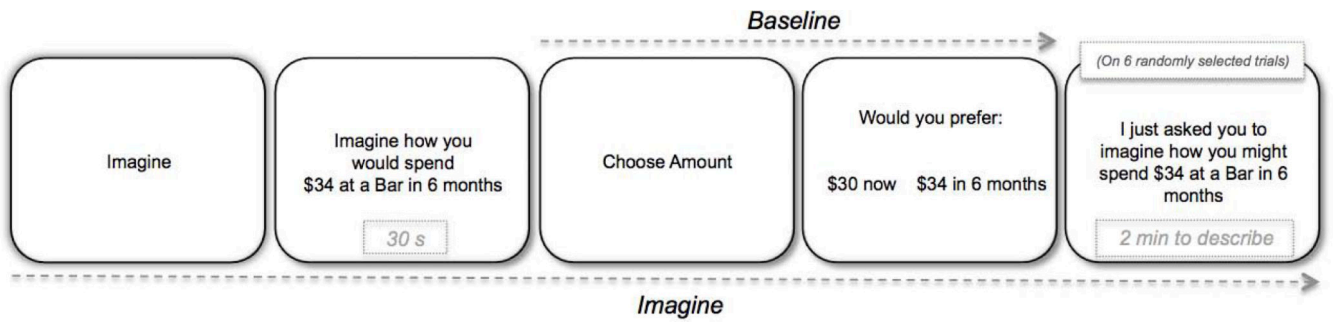 Baseline
Imagine
Imagine how you
would spend
$34 at a Bar in 6 months
30 s
Choose Amount
Would you prefer:
$30 now $34 in 6 months
(On 6 randomly selected trials)
I just asked you to
imagine how you might
spend $34 at a Bar in 6
months
2 min to describe
Imagine